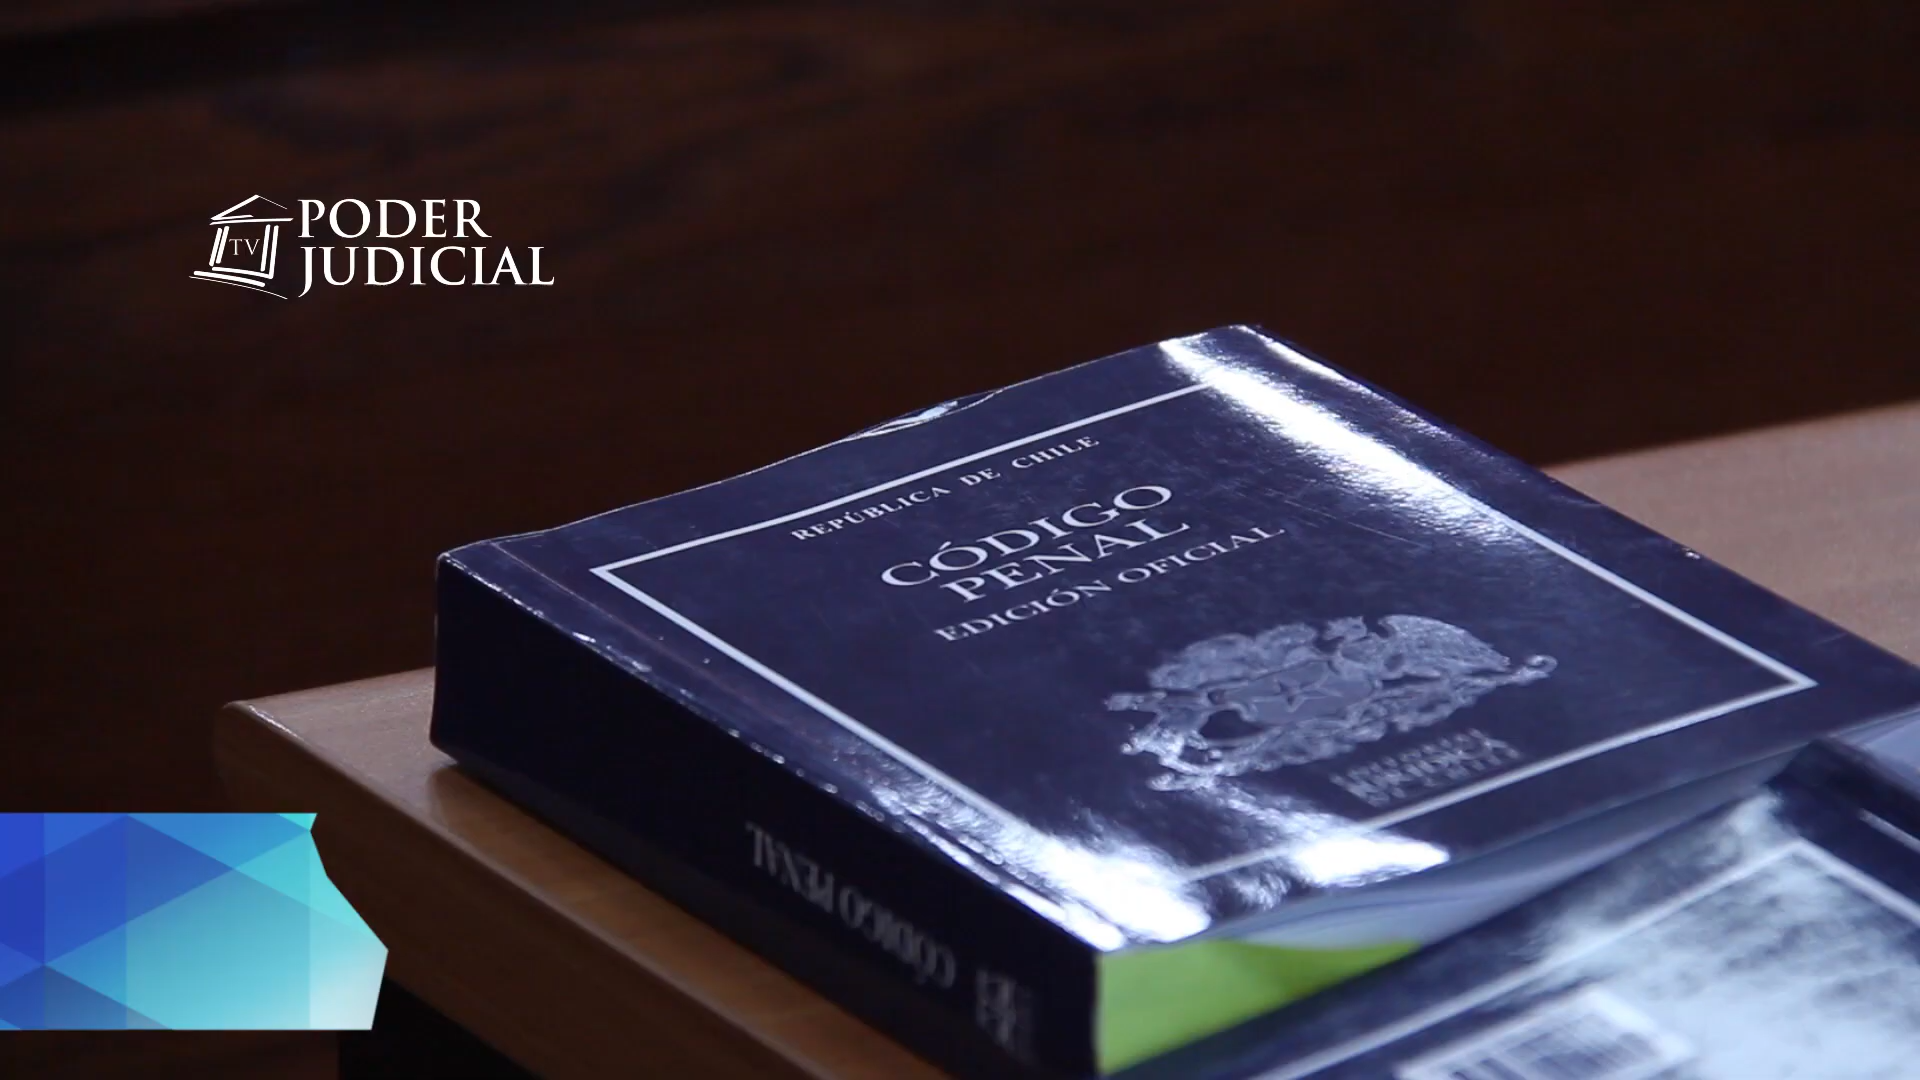 TV
PODER
JUDICIAL
REPÚBLICA DE CHILE
CÓDIGO
PENAL
EDICIÓN OFICIAL
CÓDIGO PENAL